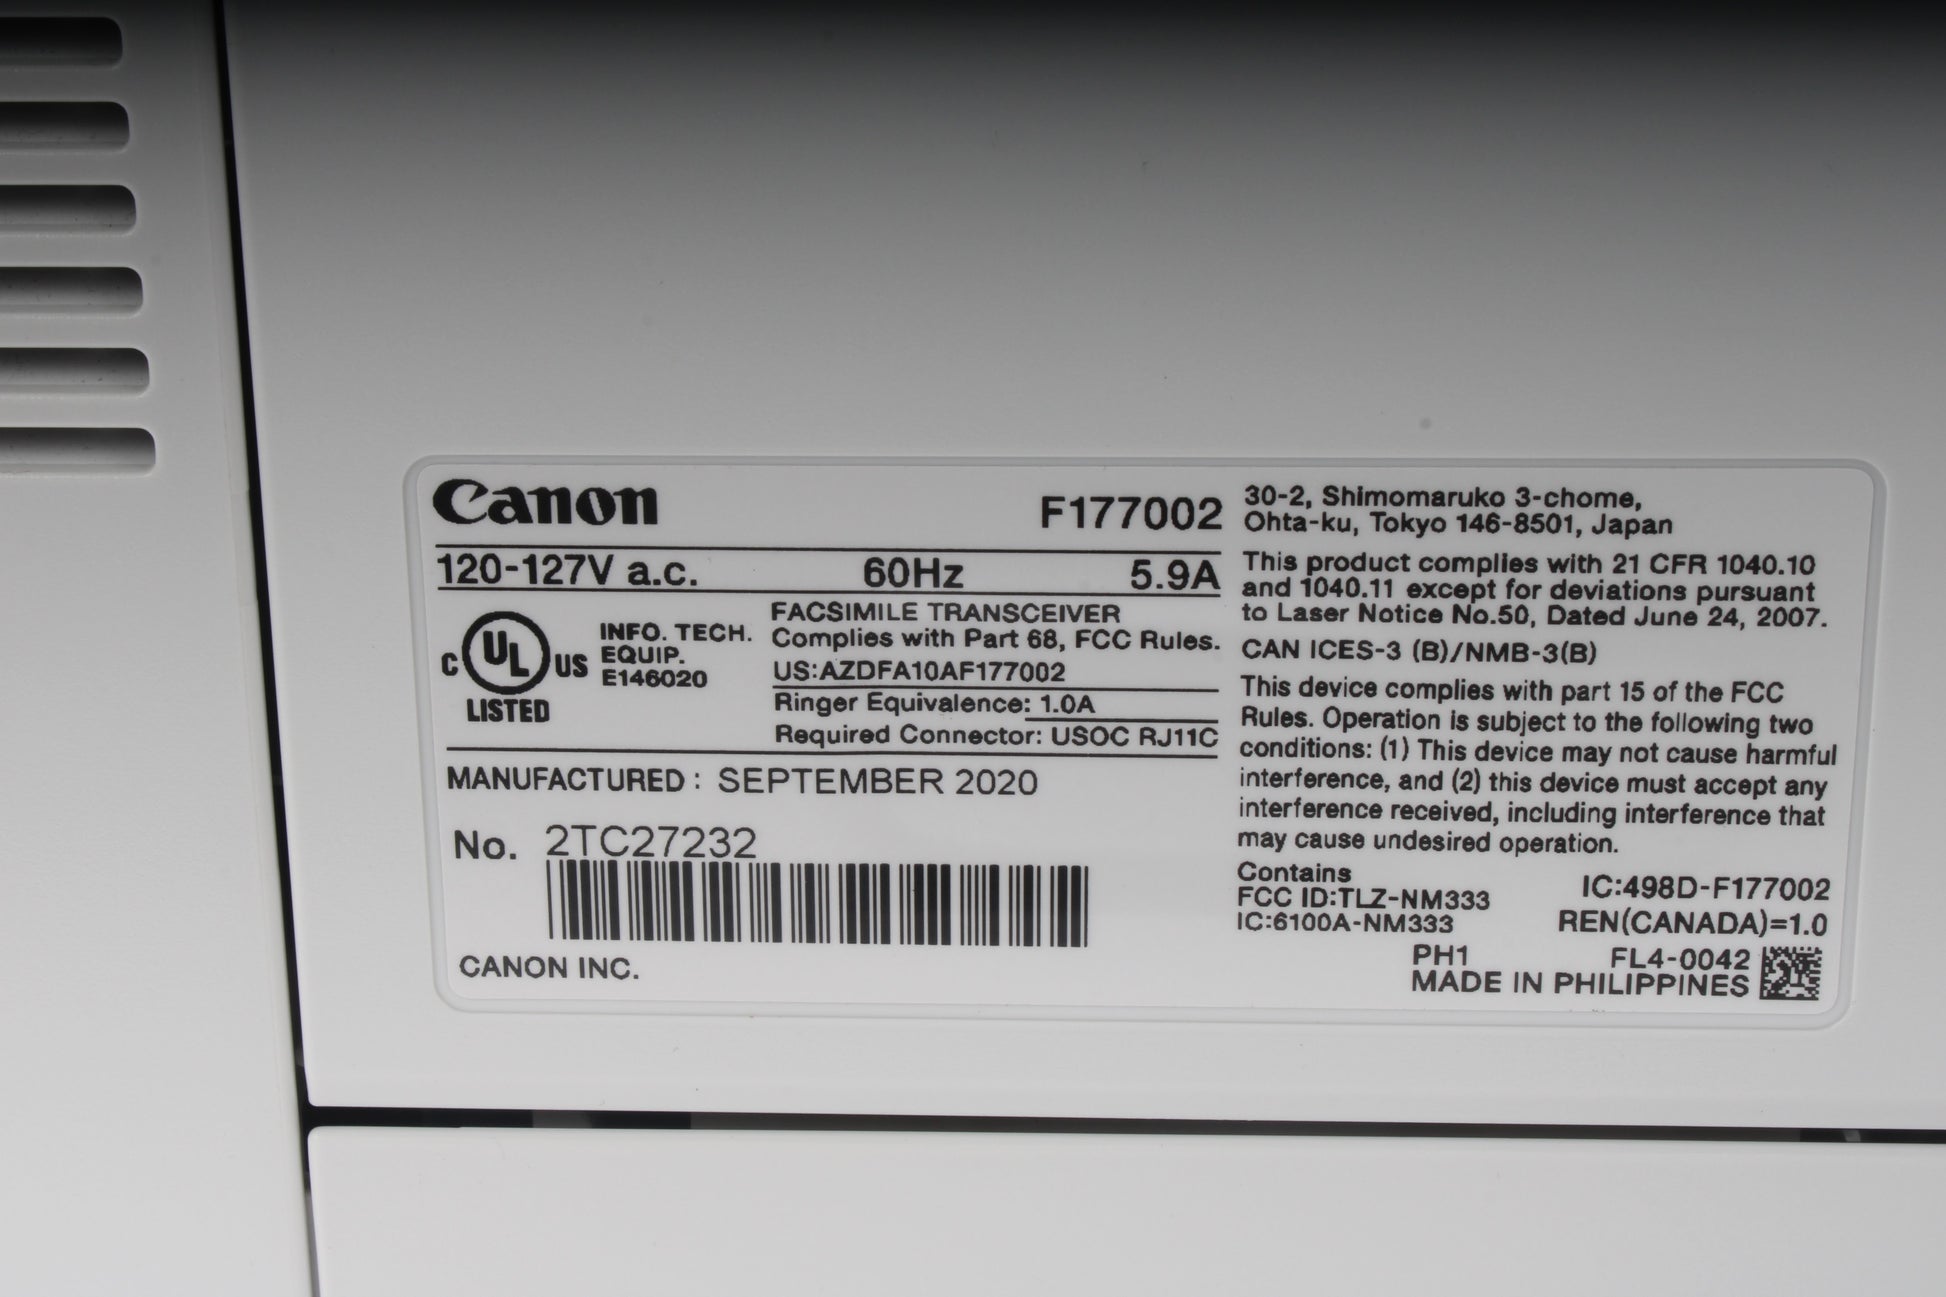 Canon
F177002
120-127V a.c. 60Hz 5.9A
C UL US
LISTED
INFO. TECH.
EQUIP.
E146020
FACSIMILE TRANSCEIVER
Complies with Part 68, FCC Rules.
US:AZDFA10AF177002
Ringer Equivalence: 1.0A
Required Connector: USOC RJ11C
MANUFACTURED : SEPTEMBER 2020
No. 2TC27232
CANON INC.
30-2, Shimomaruko 3-chome,
Ohta-ku, Tokyo 146-8501, Japan
This product complies with 21 CFR 1040.10
and 1040.11 except for deviations pursuant
to Laser Notice No.50, Dated June 24, 2007.
CAN ICES-3 (B)/NMB-3(B)
This device complies with part 15 of the FCC
Rules. Operation is subject to the following two
conditions: (1) This device may not cause harmful
interference, and (2) this device must accept any
interference received, including interference that
may cause undesired operation.
Contains
FCC ID:TLZ-NM333
IC:6100A-NM333
IC:498D-F177002
REN(CANADA)=1.0
PH1 FL4-0042
MADE IN PHILIPPINES